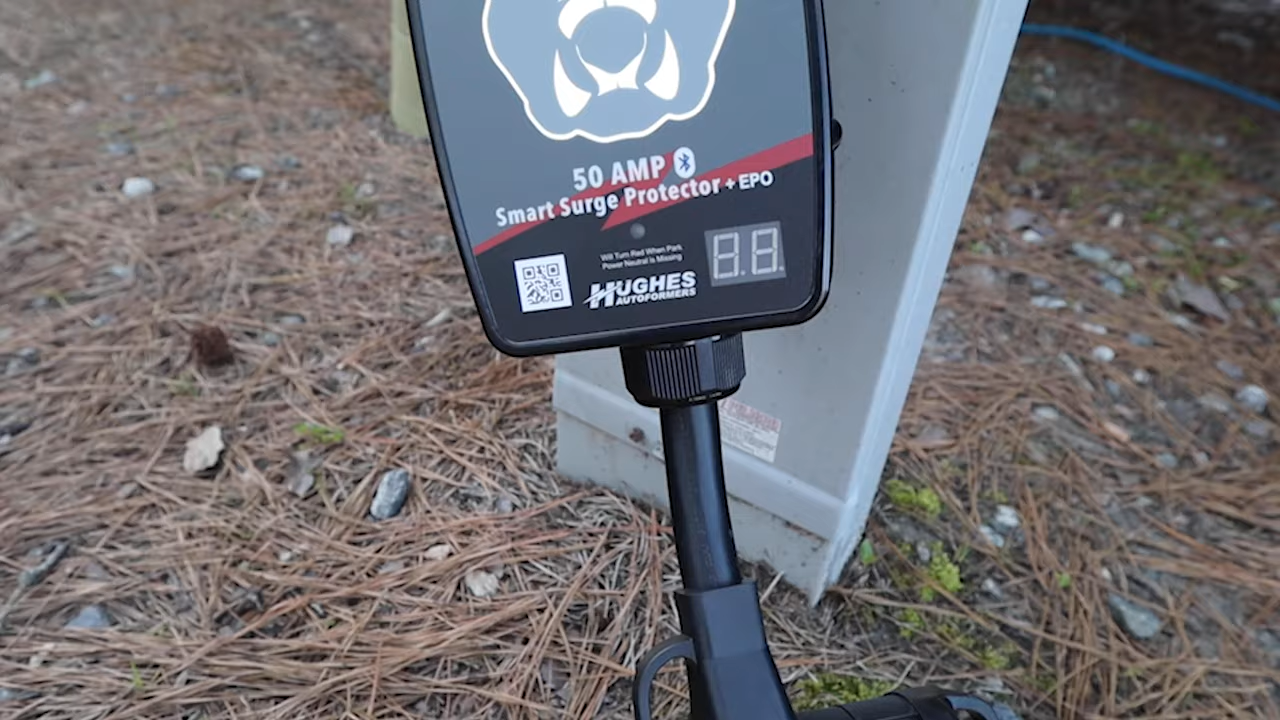 50 AMP
Smart Surge Protector + EPO
Will Turn Red When Park
Power Neutral is Missing
HUGHES
AUTOFORMERS